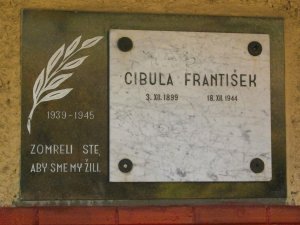 1939-1945
ZOMRELI STE,
ABY SME MY ŽILI.
CIBULA FRANTIŠEK
3. XII. 1899 18. XII. 1944